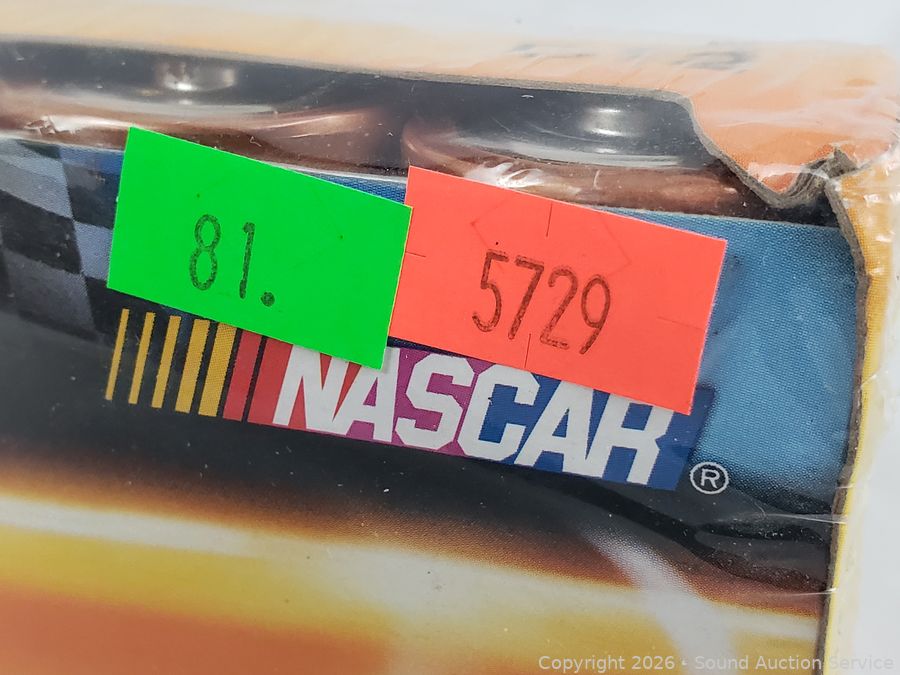 81.
5729
NASCAR®
Copyright 2026 • Sound Auction Service